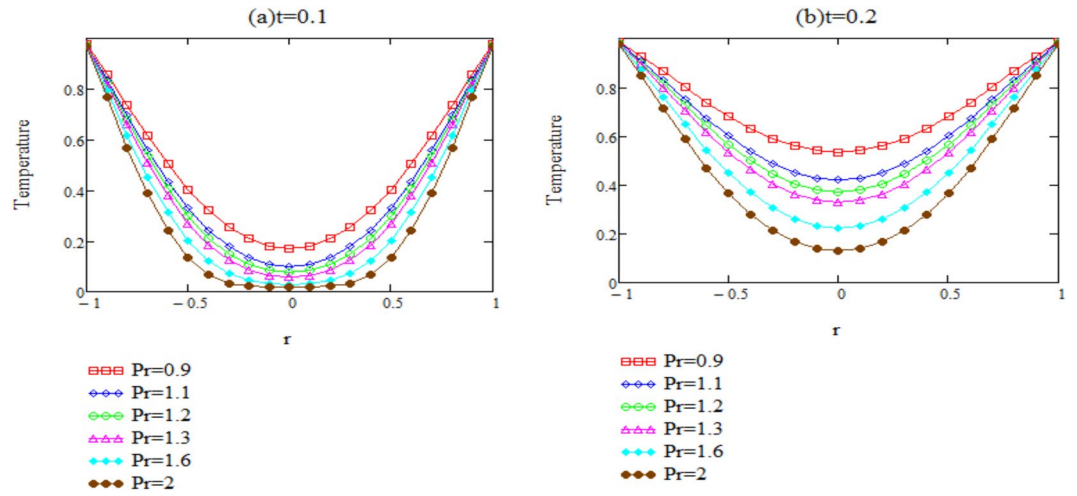 (a)t=0.1
Temperature
0.8
0.6
0.4
0.2
0
− 1
− 0.5
0
0.5
1
r
Pr=0.9
Pr=1.1
Pr=1.2
Pr=1.3
Pr=1.6
Pr=2
(b)t=0.2
Temperature
0.8
0.6
0.4
0.2
0
− 1
− 0.5
0
0.5
1
r
Pr=0.9
Pr=1.1
Pr=1.2
Pr=1.3
Pr=1.6
Pr=2